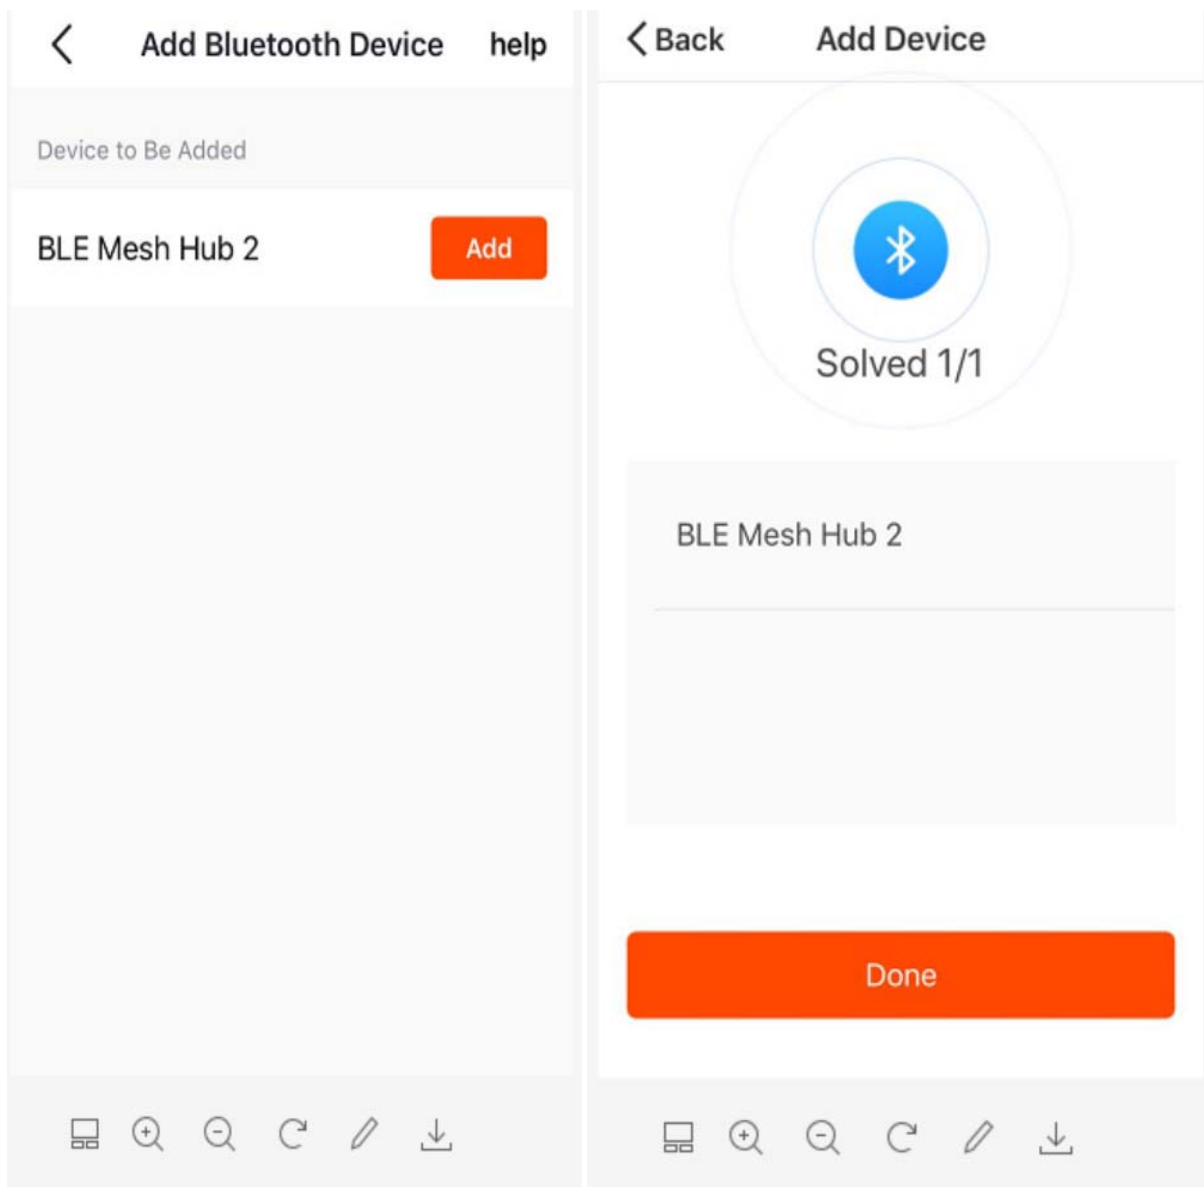 Add Bluetooth Device help
Device to Be Added
BLE Mesh Hub 2 Add
Back Add Device
Solved 1/1
BLE Mesh Hub 2
Done